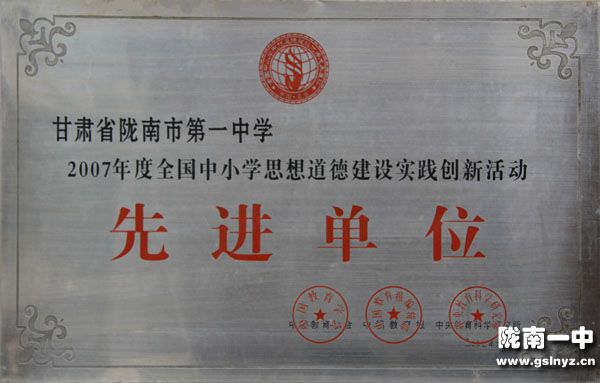 甘肃省陇南市第一中学
2007年度全国中小学思想道德建设实践创新活动
先进单位
陇南一中
www.gslnyz.cn